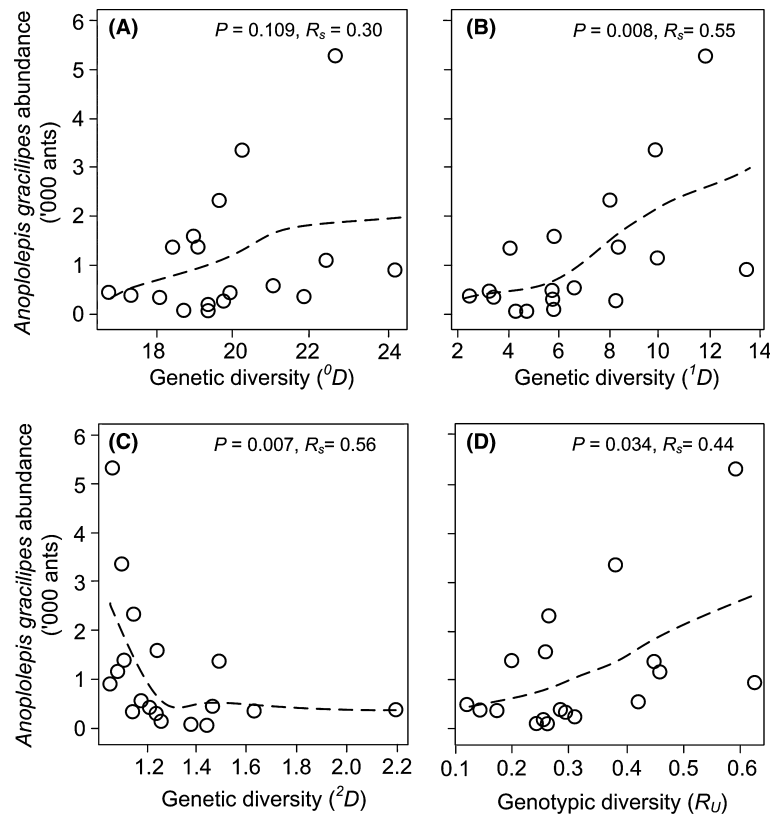 (A) P = 0.109, Rs = 0.30
6
5
4
3
2
1
0
Anoplolepis gracilipes abundance
('000 ants)
18 20 22 24
Genetic diversity (0D)
(B) P = 0.008, Rs= 0.55
2 4 6 8 10 12 14
Genetic diversity (1D)
(C) P = 0.007, Rs= 0.56
6
5
4
3
2
1
0
Anoplolepis gracilipes abundance
('000 ants)
1.2 1.4 1.6 1.8 2.0 2.2
Genetic diversity (2D)
(D) P = 0.034, Rs= 0.44
0.1 0.2 0.3 0.4 0.5 0.6
Genotypic diversity (RU)